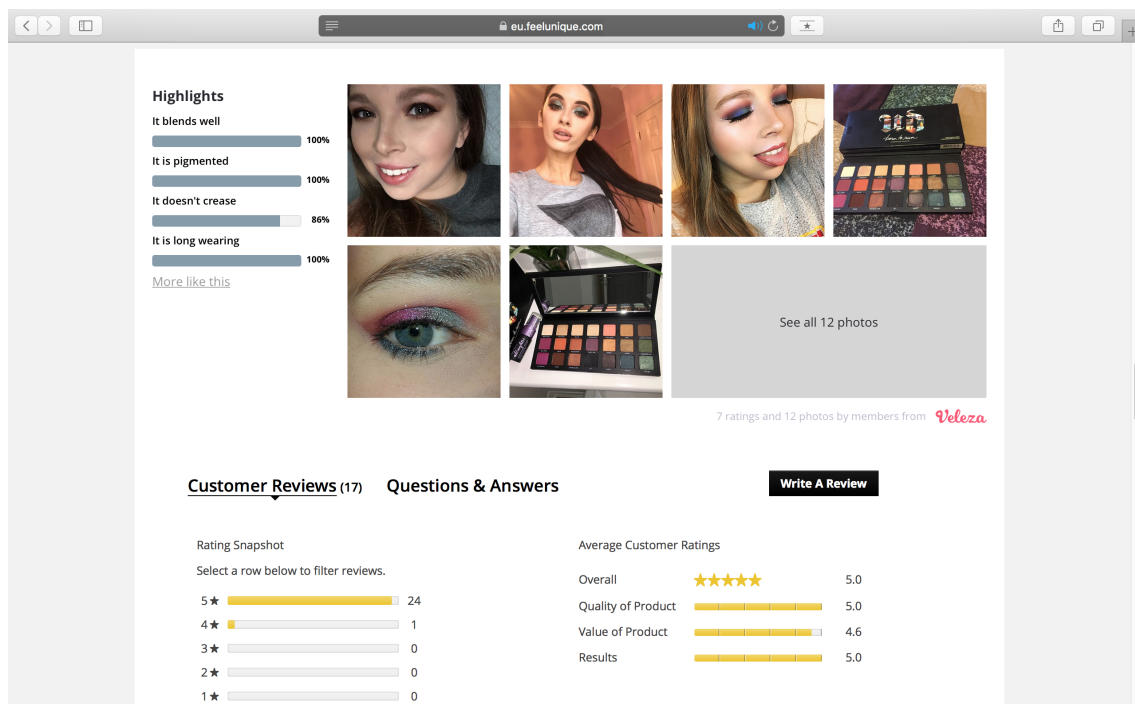 eu.feelunique.com
Highlights
It blends well
100%
It is pigmented
100%
It doesn't crease
86%
It is long wearing
100%
More like this
UD
born to run
See all 12 photos
7 ratings and 12 photos by members from Veleza
Customer Reviews (17) Questions & Answers Write A Review
Rating Snapshot
Select a row below to filter reviews.
5★ 24
4★ 1
3★ 0
2★ 0
1★ 0
Average Customer Ratings
Overall ★★★★★ 5.0
Quality of Product 5.0
Value of Product 4.6
Results 5.0